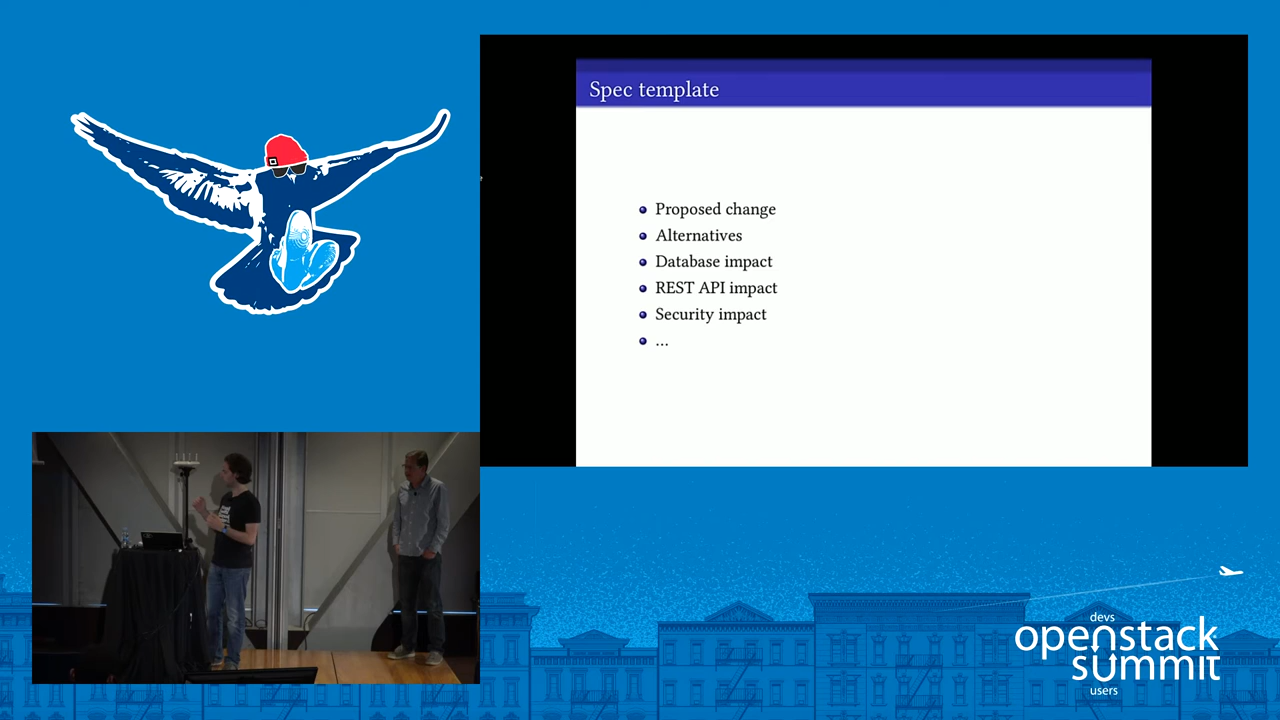 Spec template
Proposed change
Alternatives
Database impact
REST API impact
Security impact
...
devs
openstack
summit
users